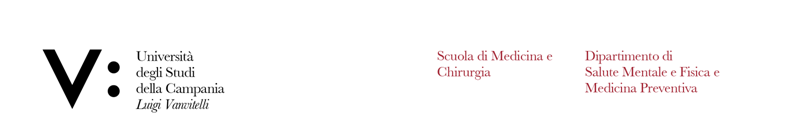 V:
Università
degli Studi
della Campania
Luigi Vanvitelli
Scuola di Medicina e
Chirurgia
Dipartimento di
Salute Mentale e Fisica e
Medicina Preventiva